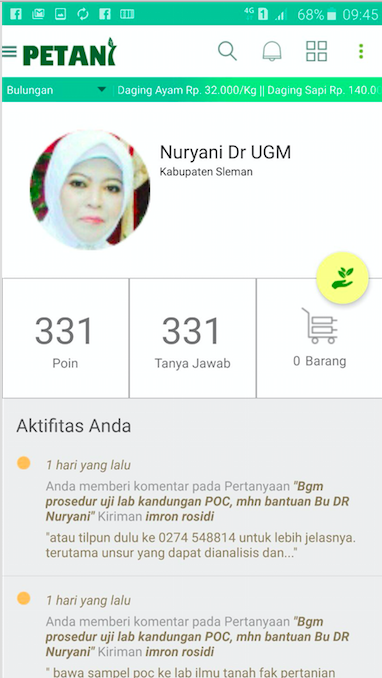 4G 1 68% 09:45
PETANI
Bulungan Daging Ayam Rp. 32.000/Kg || Daging Sapi Rp. 140.0
Nuryani Dr UGM
Kabupaten Sleman
331 331
Poin Tanya Jawab 0 Barang
Aktifitas Anda
1 hari yang lalu
Anda memberi komentar pada Pertanyaan "Bgm
prosedur uji lab kandungan POC, mhn bantuan Bu DR
Nuryani" Kiriman imron rosidi
"atau tilpun dulu ke 0274 548814 untuk lebih jelasnya.
terutama unsur yang dapat dianalisis dan..."
1 hari yang lalu
Anda memberi komentar pada Pertanyaan "Bgm
prosedur uji lab kandungan POC, mhn bantuan Bu DR
Nuryani" Kiriman imron rosidi
" bawa sampel poc ke lab ilmu tanah fak pertanian